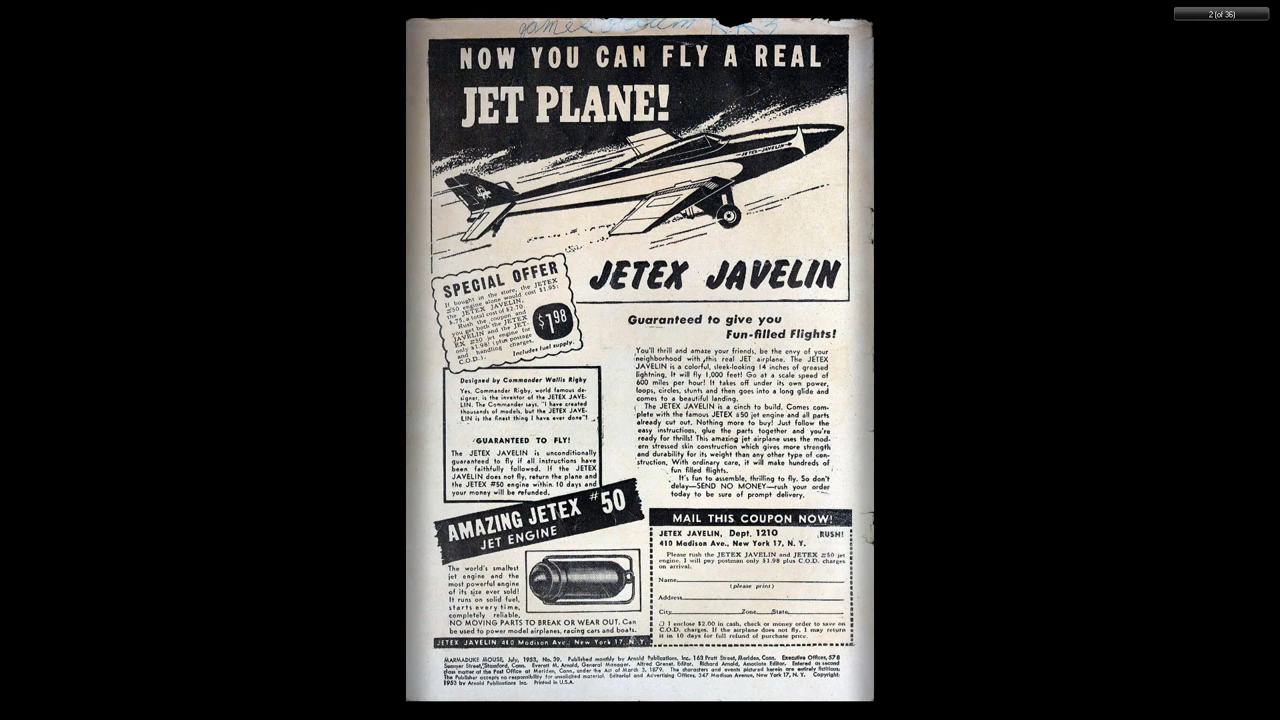 2 (of 36)
james
NOW YOU CAN FLY A REAL
JET PLANE!
JETEX-JAVELIN
JETEX JAVELIN
SPECIAL OFFER
If bought in the store, the JETEX
#50 engine alone would cost $1.95;
the JETEX JAVELIN,
$.75, a total cost of $2.70.
Rush the coupon and
you get both the JETEX
JAVELIN and the JET-
EX #50 jet engine for
only $1.98! (plus postage
and handling charges,
C.O.D.).
$1.98
Includes fuel supply.
Guaranteed to give you
Fun-filled Flights!
You'll thrill and amaze your friends, be the envy of your
neighborhood with this real JET airplane. The JETEX
JAVELIN is a colorful, sleek-looking 14 inches of greased
lightning. It will fly 1,000 feet! Go at a scale speed of
600 miles per hour! It takes off under its own power,
loops, circles, stunts and then goes into a long glide and
comes to a beautiful landing.
The JETEX JAVELIN is a cinch to build. Comes com-
plete with the famous JETEX #50 jet engine and all parts
already cut out. Nothing more to buy! Just follow the
easy instructions, glue the parts together and you're
ready for thrills! This amazing jet airplane uses the mod-
ern stressed skin construction which gives more strength
and durability for its weight than any other type of con-
struction. With ordinary care, it will make hundreds of
fun filled flights.
It's fun to assemble, thrilling to fly. So don't
delay—SEND NO MONEY—rush your order
today to be sure of prompt delivery.
Designed by Commander Wallis Rigby
Yes, Commander Rigby, world famous de-
signer, is the inventor of the JETEX JAVE-
LIN. The Commander says, "I have created
thousands of models, but the JETEX JAVE-
LIN is the finest thing I have ever done"!
GUARANTEED TO FLY!
The JETEX JAVELIN is unconditionally
guaranteed to fly if all instructions have
been faithfully followed. If the JETEX
JAVELIN does not fly, return the plane and
the JETEX #50 engine within 10 days and
your money will be refunded.
AMAZING JETEX #50
JET ENGINE
The world's smallest
jet engine and the
most powerful engine
of its size ever sold!
It runs on solid fuel,
starts every time,
completely reliable.
NO MOVING PARTS TO BREAK OR WEAR OUT. Can
be used to power model airplanes, racing cars and boats.
JETEX JAVELIN 410 Madison Ave., New York 17, N. Y.
MAIL THIS COUPON NOW!
JETEX JAVELIN, Dept. 1210 RUSH!
410 Madison Ave., New York 17, N. Y.
Please rush the JETEX JAVELIN and JETEX #50 jet
engine. I will pay postman only $1.98 plus C.O.D. charges
on arrival.
Name
(please print)
Address
City Zone State
☐ I enclose $2.00 in cash, check or money order to save on
C.O.D. charges. If the airplane does not fly, I may return
it in 10 days for full refund of purchase price.
MARMADUKE MOUSE, July, 1953, No. 39. Published monthly by Arnold Publications, Inc. 163 Pratt Street, Meriden, Conn. Executive Offices, 578
Summer Street, Stamford, Conn. Everett M. Arnold, General Manager. Alfred Grenet, Editor. Richard Arnold, Associate Editor. Entered as second
class matter at the Post Office at Meriden, Conn., under the Act of March 3, 1879. The characters and events pictured herein are entirely fictitious.
The Publisher accepts no responsibility for unsolicited material. Editorial and Advertising Offices, 347 Madison Avenue, New York 17, N.Y. Copyright
1953 by Arnold Publications Inc. Printed in U.S.A.